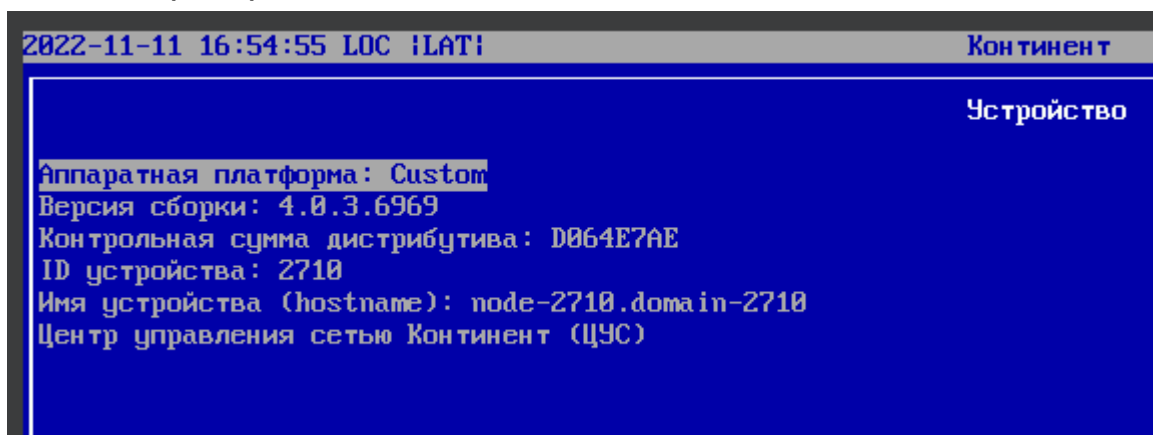 2022-11-11 16:54:55 LOC |LAT| Континент
Устройство
Аппаратная платформа: Custom
Версия сборки: 4.0.3.6969
Контрольная сумма дистрибутива: D064E7AE
ID устройства: 2710
Имя устройства (hostname): node-2710.domain-2710
Центр управления сетью Континент (ЦУС)